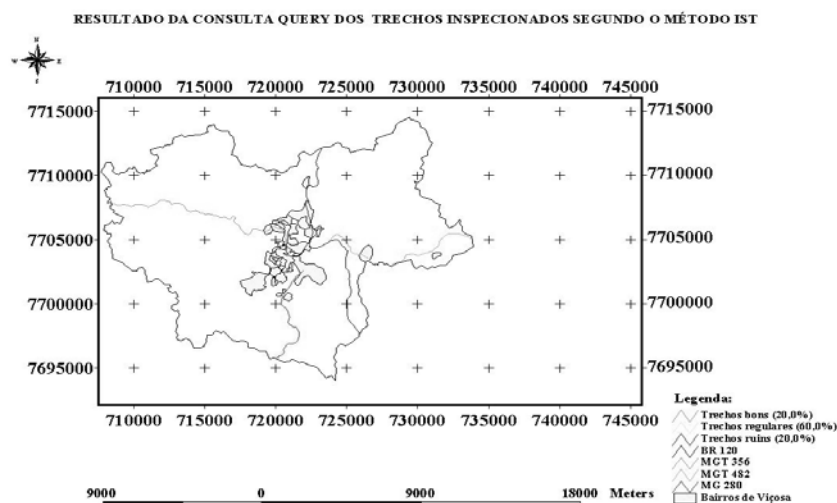 RESULTADO DA CONSULTA QUERY DOS TRECHOS INSPECIONADOS SEGUNDO O MÉTODO IST
N
W E
S
710000 715000 720000 725000 730000 735000 740000 745000
7715000 7715000
7710000 7710000
7705000 7705000
7700000 7700000
7695000 7695000
710000 715000 720000 725000 730000 735000 740000 745000
Legenda:
Trechos bons (20,0%)
Trechos regulares (60,0%)
Trechos ruins (20,0%)
BR 120
MGT 356
MGT 482
MG 280
Bairros de Viçosa
9000 0 9000 18000 Meters